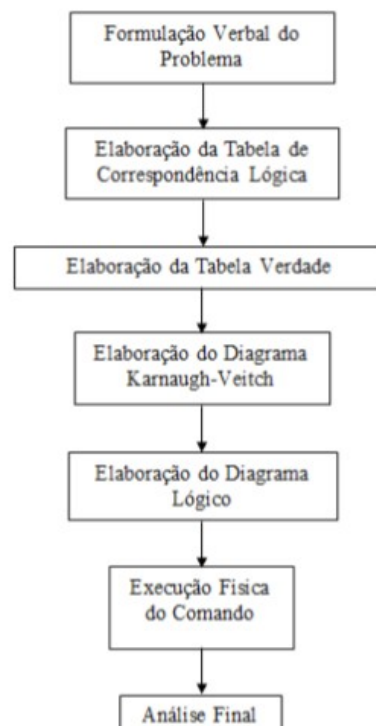 Formulação Verbal do
Problema
Elaboração da Tabela de
Correspondência Lógica
Elaboração da Tabela Verdade
Elaboração do Diagrama
Karnaugh-Veitch
Elaboração do Diagrama
Lógico
Execução Física
do Comando
Análise Final